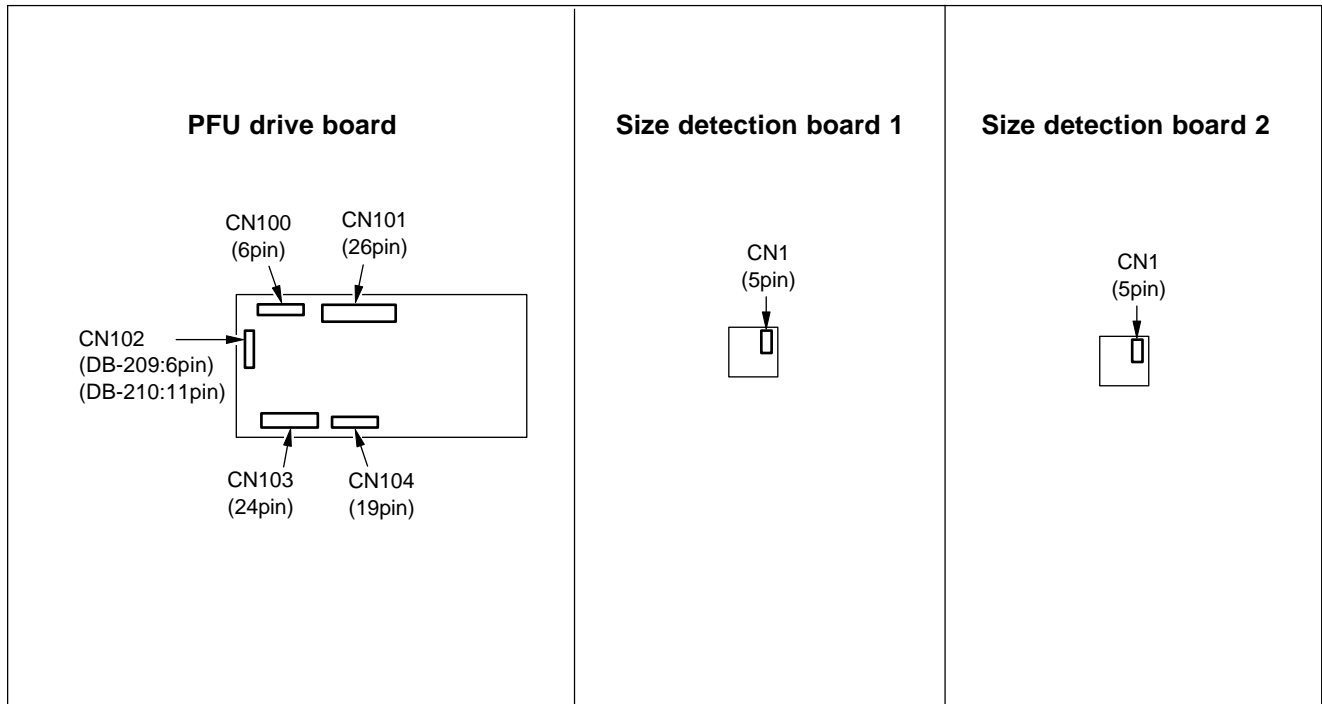 PFU drive board
CN100
(6pin)
CN101
(26pin)
CN102
(DB-209:6pin)
(DB-210:11pin)
CN103
(24pin)
CN104
(19pin)
Size detection board 1
CN1
(5pin)
Size detection board 2
CN1
(5pin)